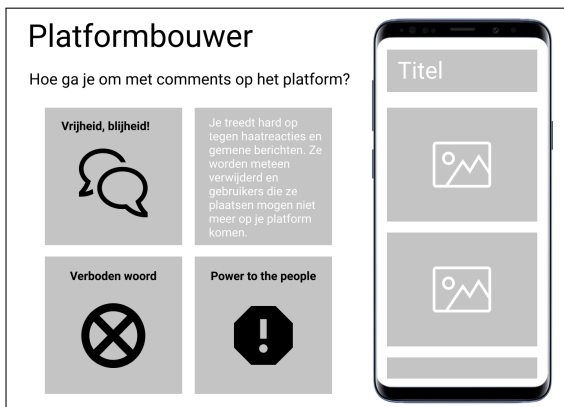 Platformbouwer
Hoe ga je om met comments op het platform?
Vrijheid, blijheid!
Je treedt hard op
tegen haatreacties en
gemene berichten. Ze
worden meteen
verwijderd en
gebruikers die ze
plaatsen mogen niet
meer op je platform
komen.
Verboden woord
Power to the people
Titel